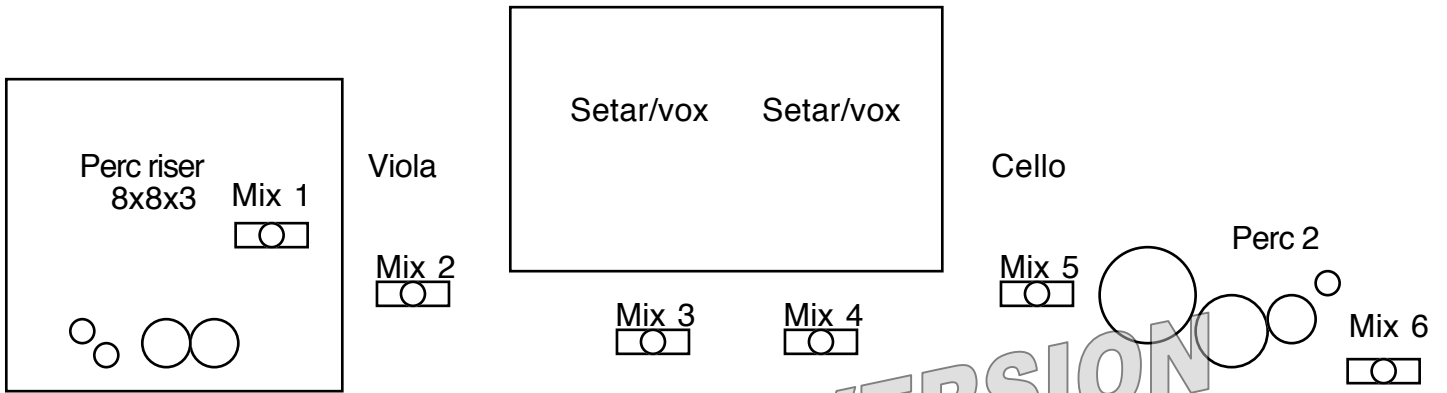 Setar/vox Setar/vox
Perc riser
8x8x3
Mix 1
Viola
Mix 2
Mix 3
Mix 4
Cello
Mix 5
Perc 2
Mix 6
VERSION